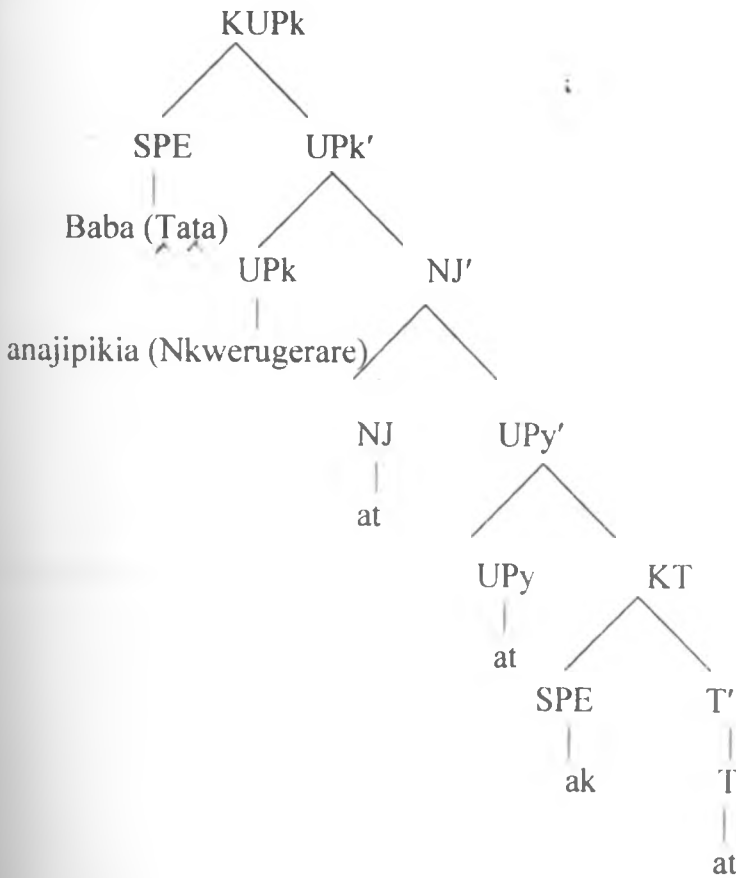 KUPk
SPE UPk′
Baba (Tata)
UPk NJ′
anajipikia (Nkwerugerare)
NJ UPy′
at
UPy KT
at
SPE T′
ak T
at